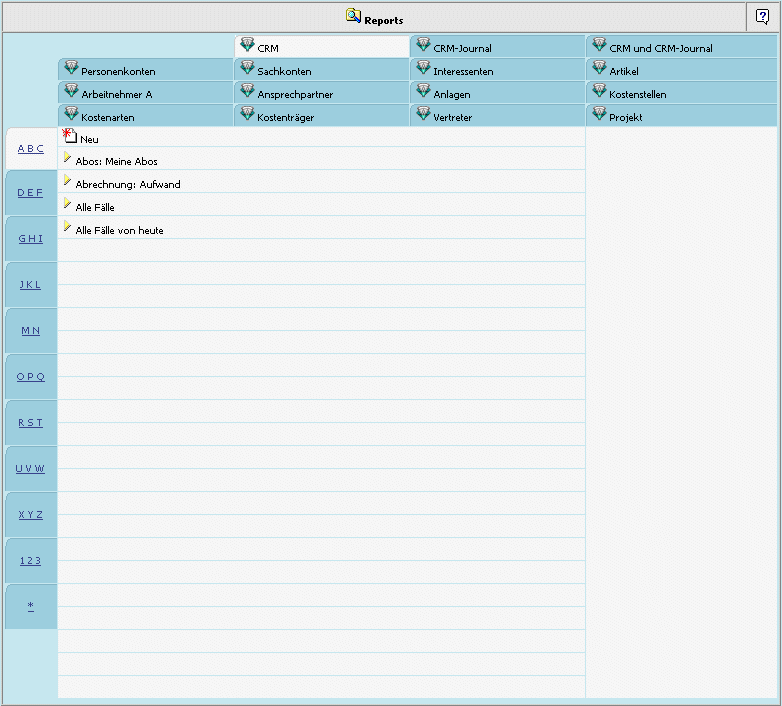 Reports
CRM CRM-Journal CRM und CRM-Journal
Personenkonten Sachkonten Interessenten Artikel
Arbeitnehmer A Ansprechpartner Anlagen Kostenstellen
Kostenarten Kostenträger Vertreter Projekt
A B C
Neu
Abos: Meine Abos
Abrechnung: Aufwand
Alle Fälle
Alle Fälle von heute
D E F
G H I
J K L
M N
O P Q
R S T
U V W
X Y Z
1 2 3
*